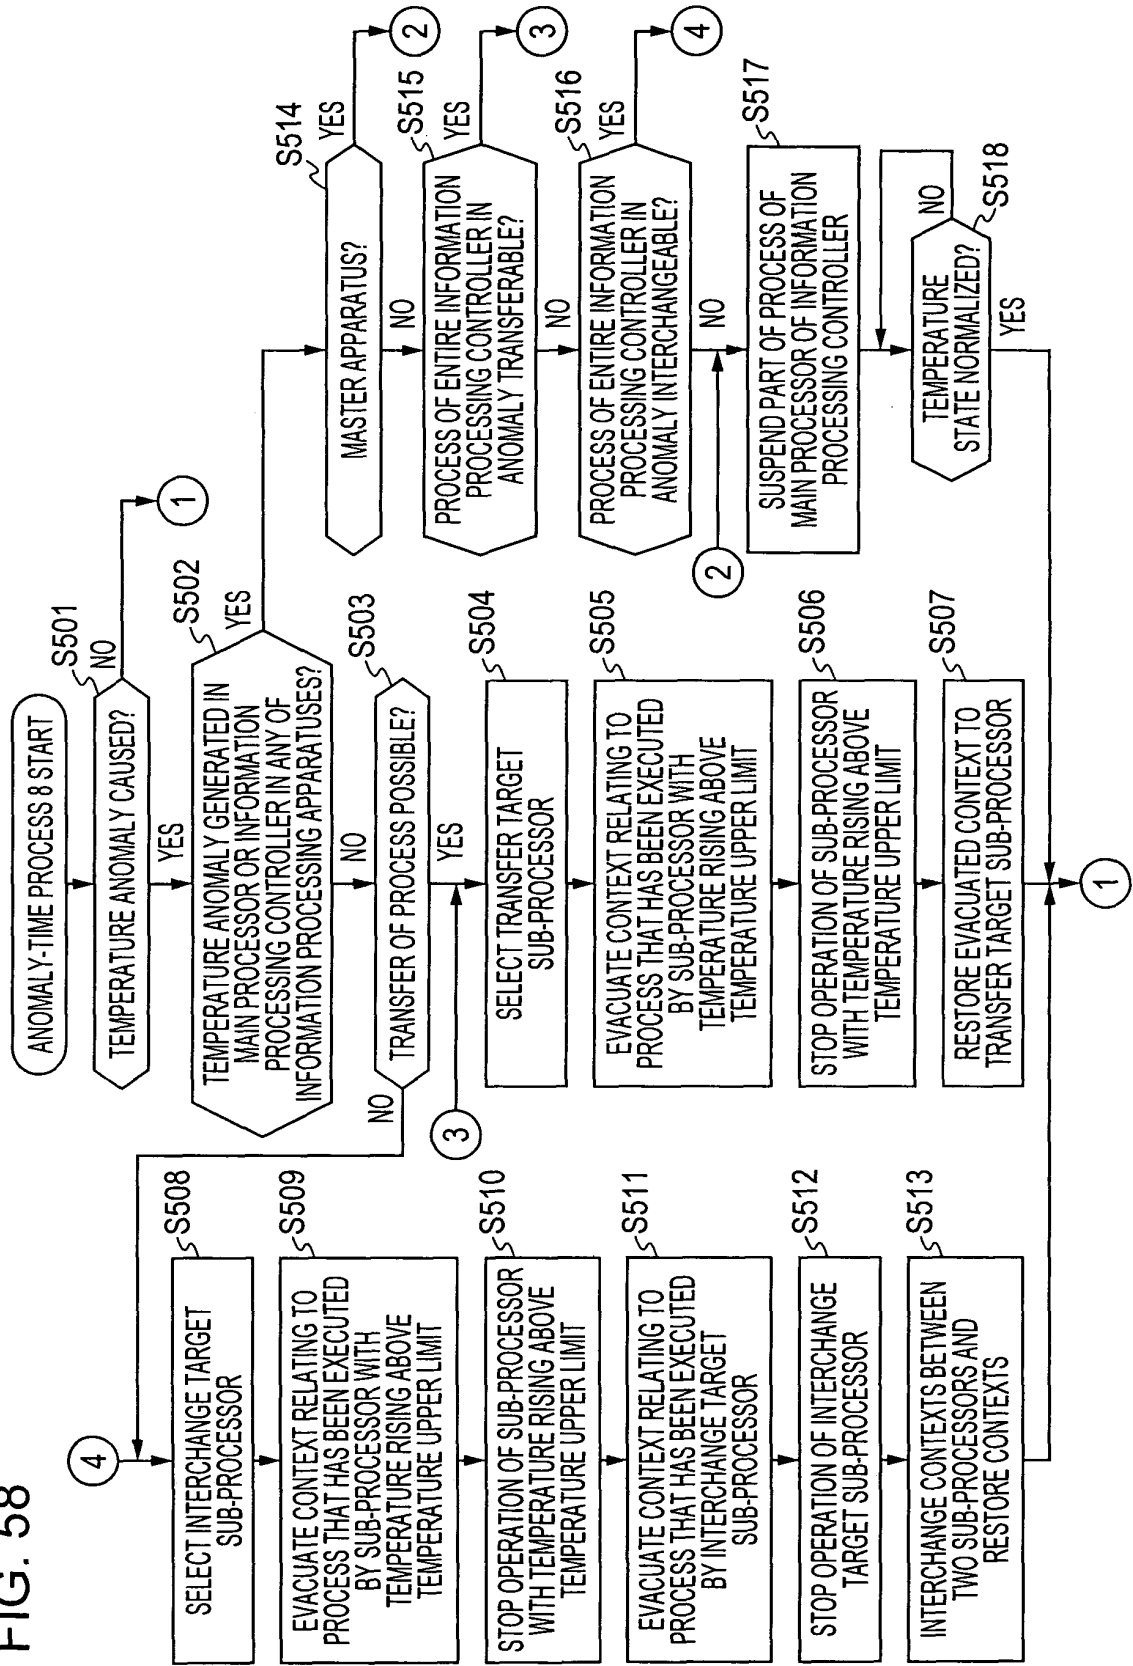 FIG. 58
ANOMALY-TIME PROCESS 8 START
S501
TEMPERATURE ANOMALY CAUSED?
NO
1
YES
S502
TEMPERATURE ANOMALY GENERATED IN
MAIN PROCESSOR OR INFORMATION
PROCESSING CONTROLLER IN ANY OF
INFORMATION PROCESSING APPARATUSES?
YES
NO
S503
TRANSFER OF PROCESS POSSIBLE?
NO
YES
3
S504
SELECT TRANSFER TARGET
SUB-PROCESSOR
S505
EVACUATE CONTEXT RELATING TO
PROCESS THAT HAS BEEN EXECUTED
BY SUB-PROCESSOR WITH
TEMPERATURE RISING ABOVE
TEMPERATURE UPPER LIMIT
S506
STOP OPERATION OF SUB-PROCESSOR
WITH TEMPERATURE RISING ABOVE
TEMPERATURE UPPER LIMIT
S507
RESTORE EVACUATED CONTEXT TO
TRANSFER TARGET SUB-PROCESSOR
1
4
S508
SELECT INTERCHANGE TARGET
SUB-PROCESSOR
S509
EVACUATE CONTEXT RELATING TO
PROCESS THAT HAS BEEN EXECUTED
BY SUB-PROCESSOR WITH
TEMPERATURE RISING ABOVE
TEMPERATURE UPPER LIMIT
S510
STOP OPERATION OF SUB-PROCESSOR
WITH TEMPERATURE RISING ABOVE
TEMPERATURE UPPER LIMIT
S511
EVACUATE CONTEXT RELATING TO
PROCESS THAT HAS BEEN EXECUTED
BY INTERCHANGE TARGET
SUB-PROCESSOR
S512
STOP OPERATION OF INTERCHANGE
TARGET SUB-PROCESSOR
S513
INTERCHANGE CONTEXTS BETWEEN
TWO SUB-PROCESSORS AND
RESTORE CONTEXTS
S514
MASTER APPARATUS?
YES
2
NO
S515
PROCESS OF ENTIRE INFORMATION
PROCESSING CONTROLLER IN
ANOMALY TRANSFERABLE?
YES
3
NO
S516
PROCESS OF ENTIRE INFORMATION
PROCESSING CONTROLLER IN
ANOMALY INTERCHANGEABLE?
YES
4
NO
2
S517
SUSPEND PART OF PROCESS OF
MAIN PROCESSOR OF INFORMATION
PROCESSING CONTROLLER
S518
TEMPERATURE
STATE NORMALIZED?
NO
YES